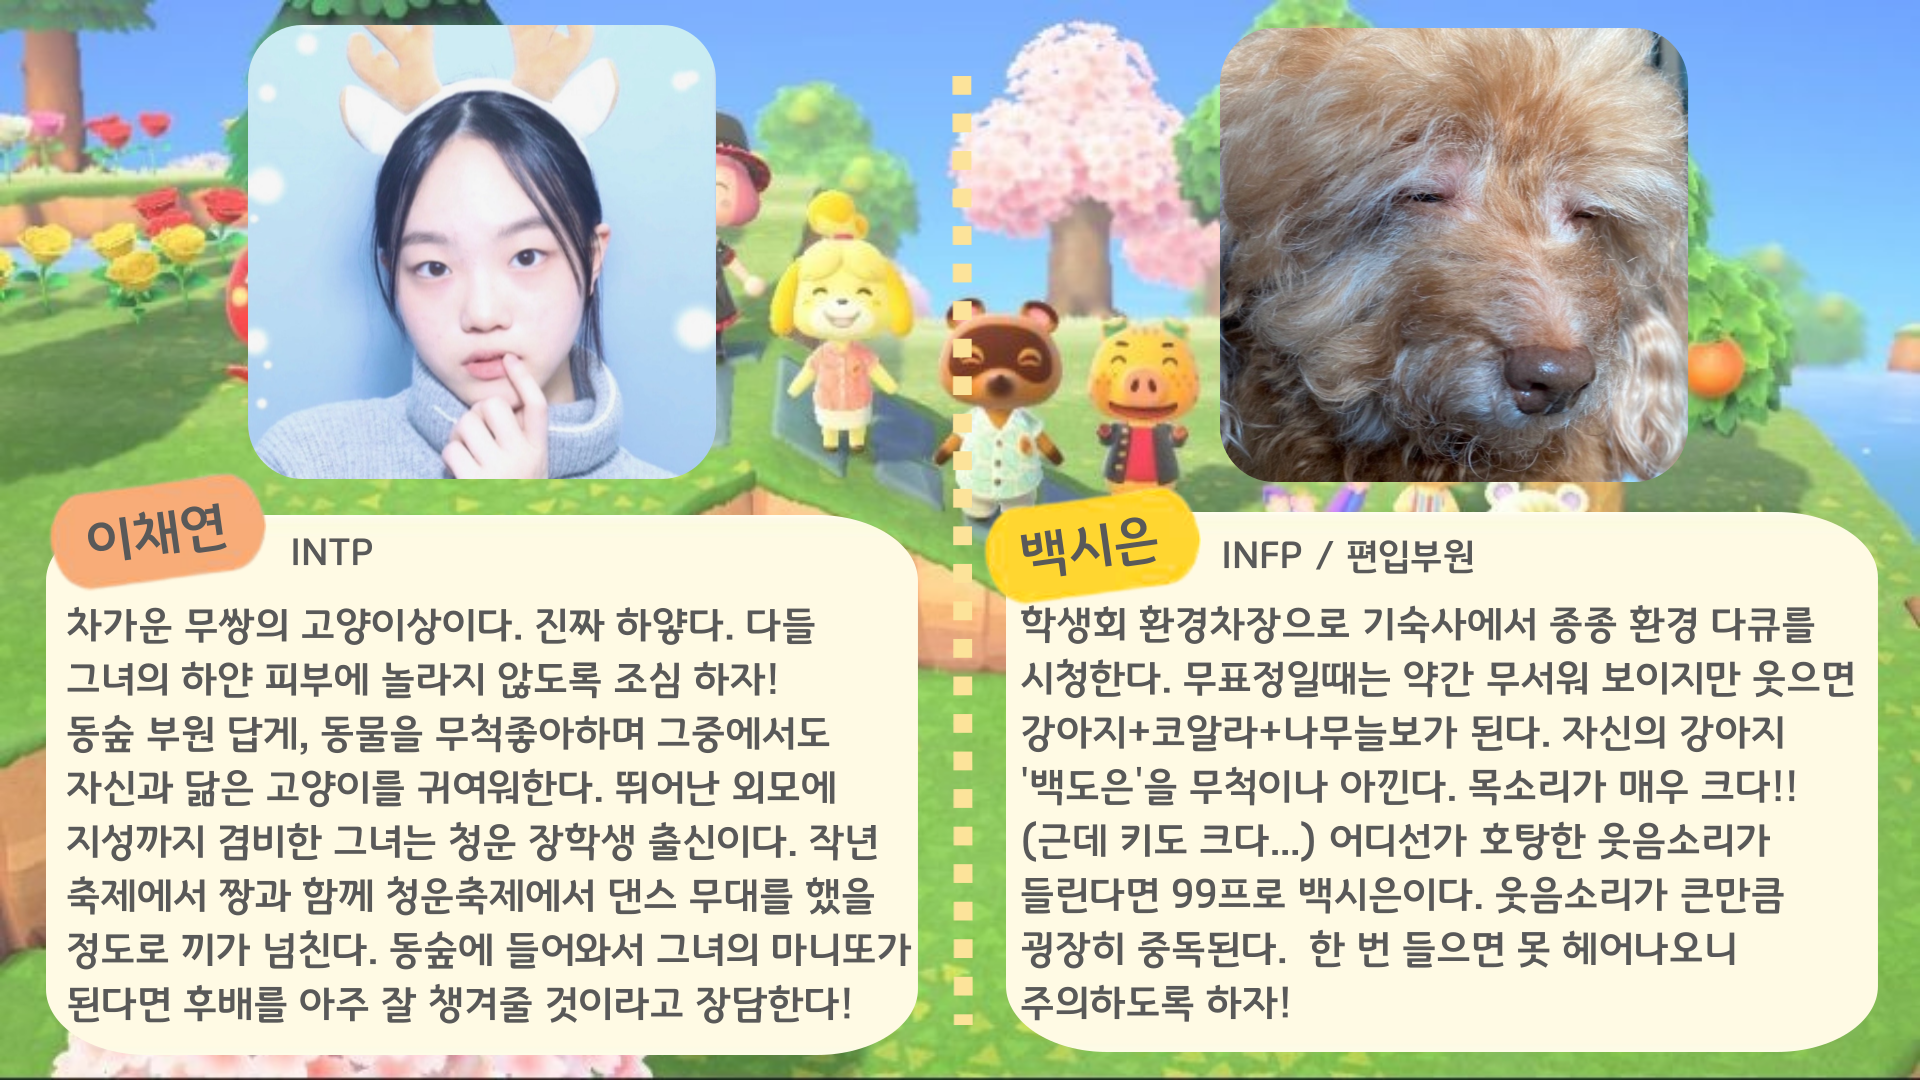 이채연
INTP
차가운 무쌍의 고양이상이다. 진짜 하얗다. 다들
그녀의 하얀 피부에 놀라지 않도록 조심 하자!
동숲 부원 답게, 동물을 무척좋아하며 그중에서도
자신과 닮은 고양이를 귀여워한다. 뛰어난 외모에
지성까지 겸비한 그녀는 청운 장학생 출신이다. 작년
축제에서 짱과 함께 청운축제에서 댄스 무대를 했을
정도로 끼가 넘친다. 동숲에 들어와서 그녀의 마니또가
된다면 후배를 아주 잘 챙겨줄 것이라고 장담한다!
백시은
INFP / 편입부원
학생회 환경차장으로 기숙사에서 종종 환경 다큐를
시청한다. 무표정일때는 약간 무서워 보이지만 웃으면
강아지+코알라+나무늘보가 된다. 자신의 강아지
'백도은'을 무척이나 아낀다. 목소리가 매우 크다!!
(근데 키도 크다...) 어디선가 호탕한 웃음소리가
들린다면 99프로 백시은이다. 웃음소리가 큰만큼
굉장히 중독된다. 한 번 들으면 못 헤어나오니
주의하도록 하자!